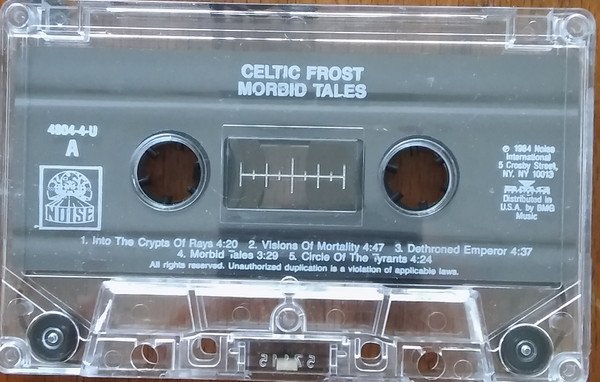 CELTIC FROST
MORBID TALES
4804-4-U
A
NOISE
℗ 1984 Noise
International
5 Crosby Street,
NY, NY 10013
Distributed in
U.S.A. by BMG
Music
1. Into The Crypts Of Rays 4:20 2. Visions Of Mortality 4:47 3. Dethroned Emperor 4:37
4. Morbid Tales 3:29 5. Circle Of The Tyrants 4:24
All rights reserved. Unauthorized duplication is a violation of applicable laws.